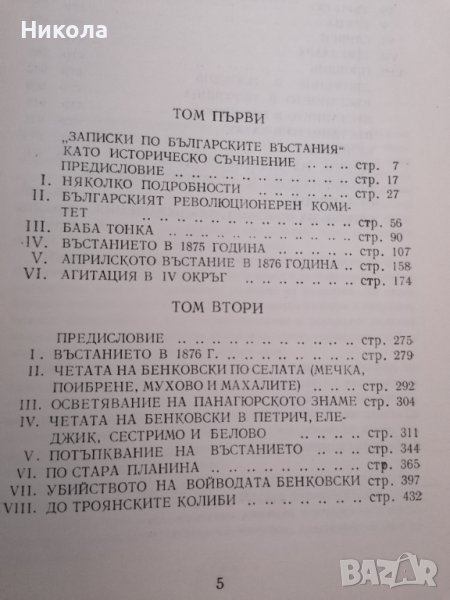 Никола
ТОМ ПЪРВИ
„ЗАПИСКИ ПО БЪЛГАРСКИТЕ ВЪСТАНИЯ“
КАТО ИСТОРИЧЕСКО СЪЧИНЕНИЕ .. .. .. стр. 7
ПРЕДИСЛОВИЕ .. .. .. .. .. .. .. .. стр. 17
I. НЯКОЛКО ПОДРОБНОСТИ .. .. .. .. .. стр. 27
II. БЪЛГАРСКИЯТ РЕВОЛЮЦИОНЕРЕН КОМИ-
ТЕТ .. .. .. .. .. .. .. .. .. стр. 56
III. БАБА ТОНКА .. .. .. .. .. .. .. .. стр. 90
IV. ВЪСТАНИЕТО В 1875 ГОДИНА .. .. .. .. стр. 107
V. АПРИЛСКОТО ВЪСТАНИЕ В 1876 ГОДИНА .. стр. 158
VI. АГИТАЦИЯ В IV ОКРЪГ .. .. .. .. .. стр. 174
ТОМ ВТОРИ
ПРЕДИСЛОВИЕ .. .. .. .. .. .. .. стр. 275
I. ВЪСТАНИЕТО В 1876 Г. .. .. .. .. .. стр. 279
II. ЧЕТАТА НА БЕНКОВСКИ ПО СЕЛАТА (МЕЧКА,
ПОИБРЕНЕ, МУХОВО И МАХАЛИТЕ) .. .. .. стр. 292
III. ОСВЕТЯВАНЕ НА ПАНАГЮРСКОТО ЗНАМЕ стр. 304
IV. ЧЕТАТА НА БЕНКОВСКИ В ПЕТРИЧ, ЕЛЕ-
ДЖИК, СЕСТРИМО И БЕЛОВО .. .. .. .. стр. 311
V. ПОТЪПКВАНЕ НА ВЪСТАНИЕТО .. .. .. стр. 344
VI. ПО СТАРА ПЛАНИНА .. .. .. .. .. .. стр. 365
VII. УБИЙСТВОТО НА ВОЙВОДАТА БЕНКОВСКИ стр. 397
VIII. ДО ТРОЯНСКИТЕ КОЛИБИ .. .. .. .. .. стр. 432
5
BAZAR